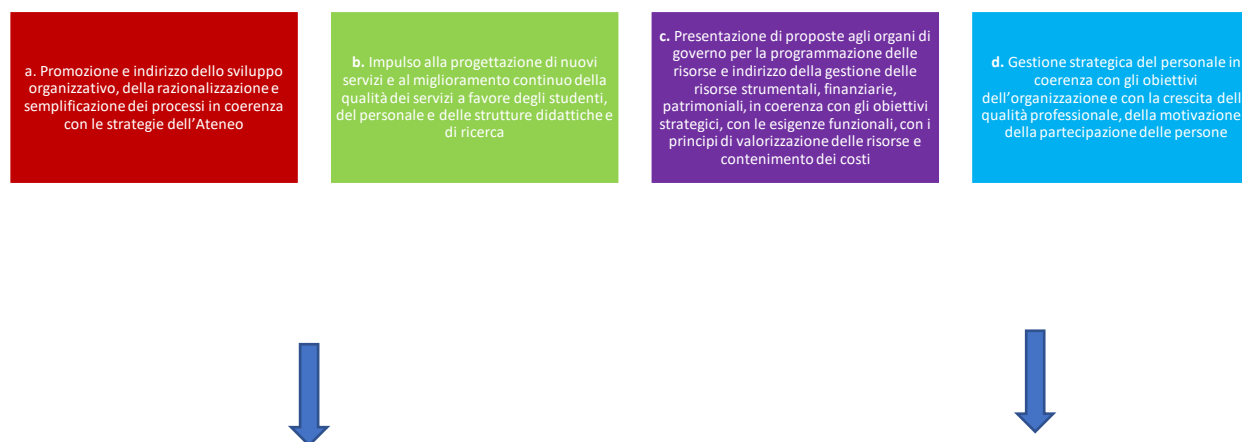 a. Promozione e indirizzo dello sviluppo
organizzativo, della razionalizzazione e
semplificazione dei processi in coerenza
con le strategie dell'Ateneo
b. Impulso alla progettazione di nuovi
servizi e al miglioramento continuo della
qualità dei servizi a favore degli studenti,
del personale e delle strutture didattiche e
di ricerca
c. Presentazione di proposte agli organi di
governo per la programmazione delle
risorse e indirizzo della gestione delle
risorse strumentali, finanziarie,
patrimoniali, in coerenza con gli obiettivi
strategici, con le esigenze funzionali, con i
principi di valorizzazione delle risorse e
contenimento dei costi
d. Gestione strategica del personale in
coerenza con gli obiettivi
dell'organizzazione e con la crescita dell
qualità professionale, della motivazione
della partecipazione delle persone